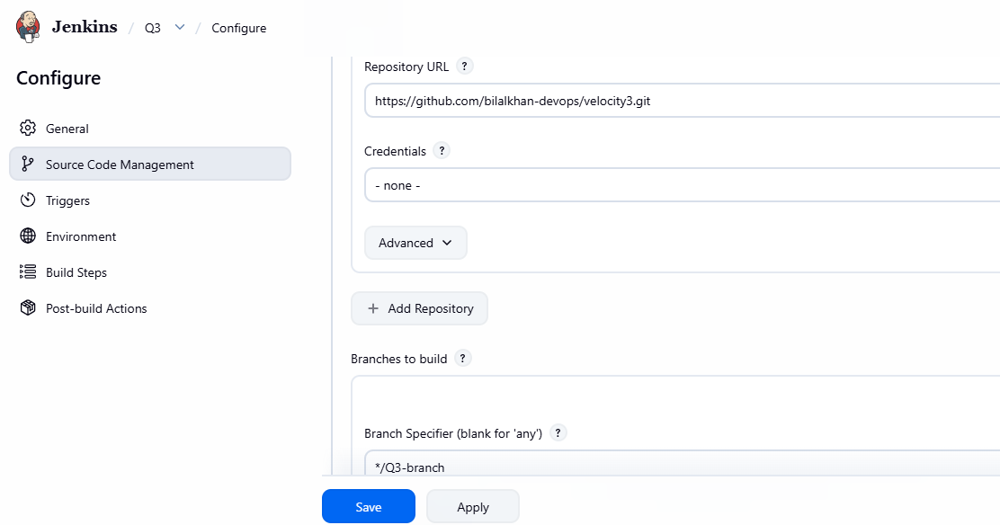 Jenkins / Q3 / Configure
Configure
General
Source Code Management
Triggers
Environment
Build Steps
Post-build Actions
Repository URL ?
https://github.com/bilalkhan-devops/velocity3.git
Credentials ?
- none -
Advanced
+ Add Repository
Branches to build ?
Branch Specifier (blank for 'any') ?
*/Q3-branch
Save Apply